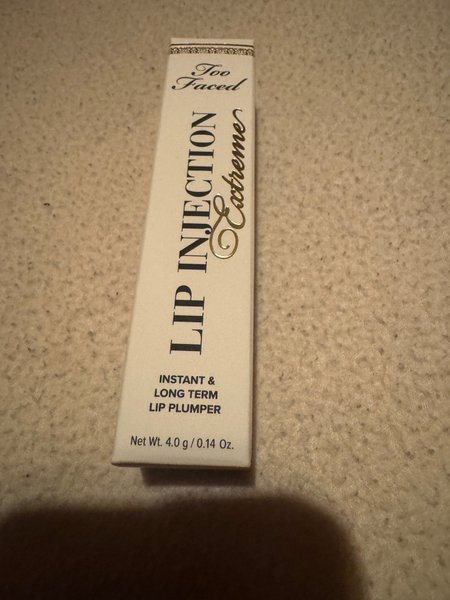 Too
Faced
LIP INJECTION
Extreme
INSTANT &
LONG TERM
LIP PLUMPER
Net Wt. 4.0 g / 0.14 Oz.